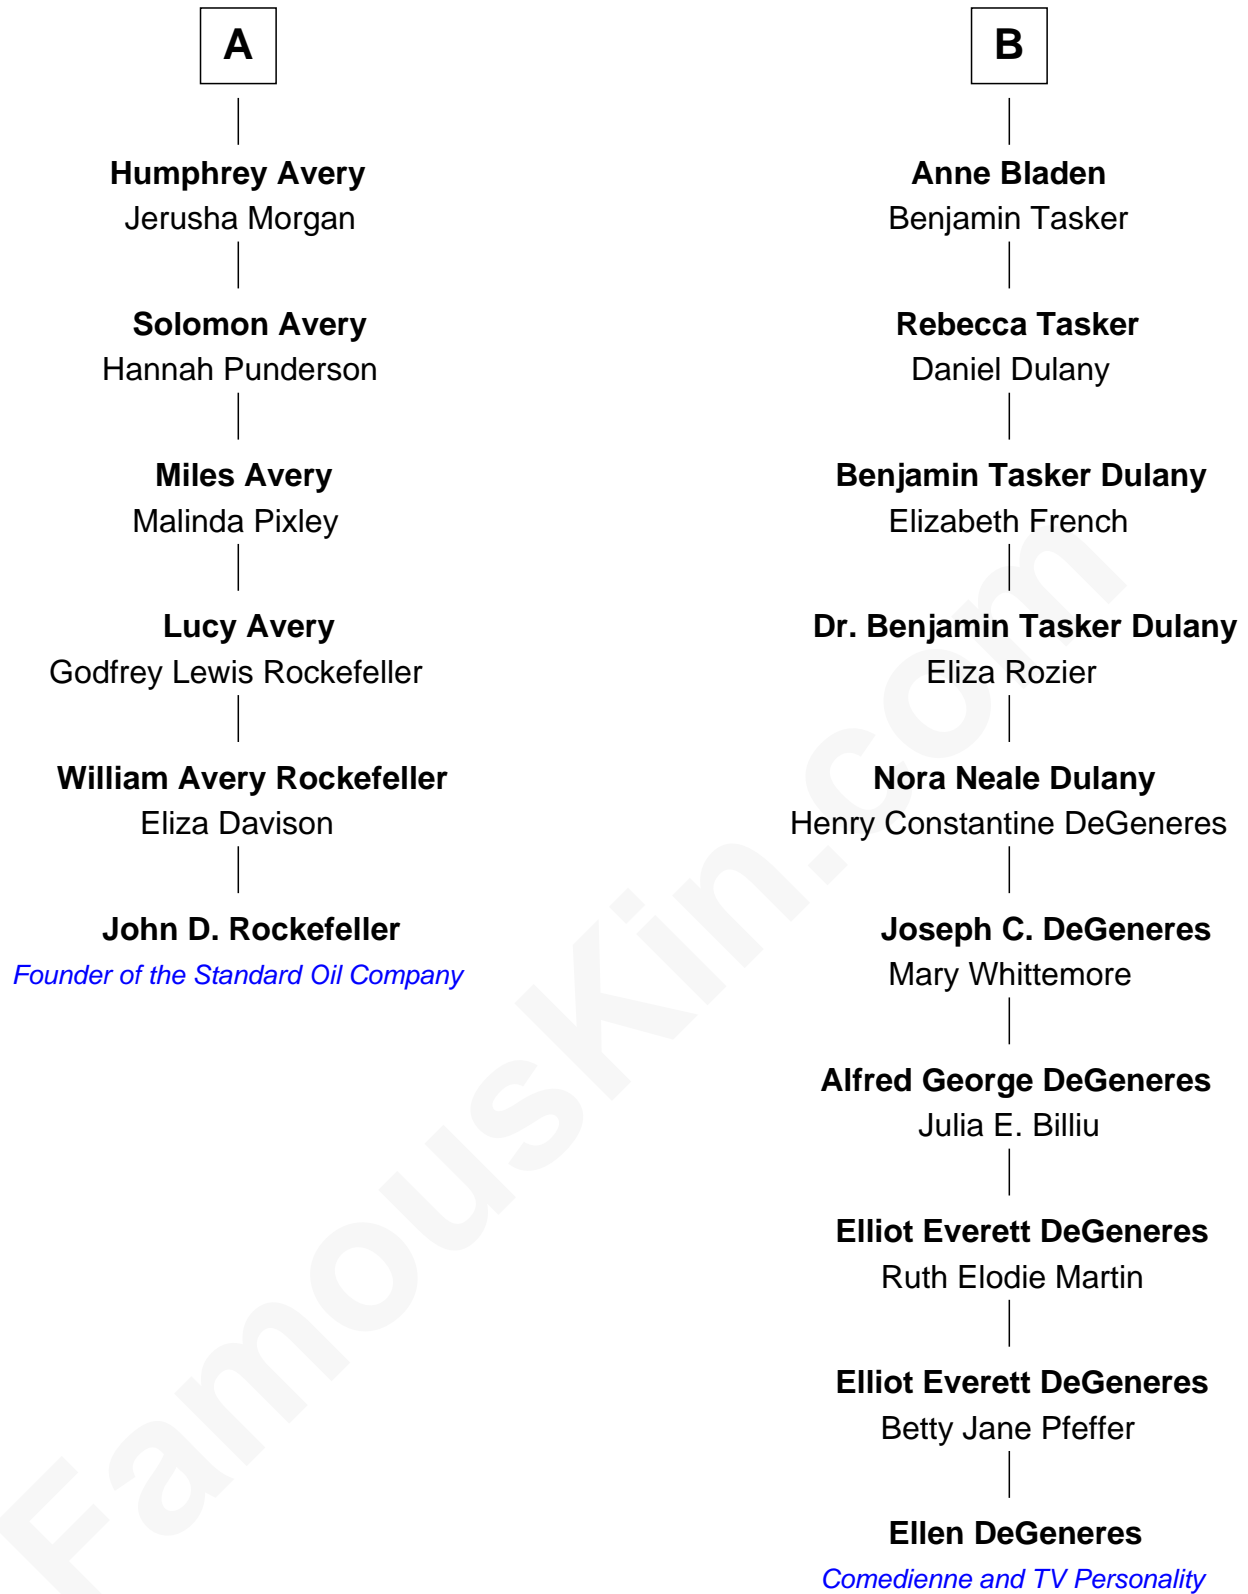 A
Humphrey Avery
Jerusha Morgan
Solomon Avery
Hannah Punderson
Miles Avery
Malinda Pixley
Lucy Avery
Godfrey Lewis Rockefeller
William Avery Rockefeller
Eliza Davison
John D. Rockefeller
Founder of the Standard Oil Company
B
Anne Bladen
Benjamin Tasker
Rebecca Tasker
Daniel Dulany
Benjamin Tasker Dulany
Elizabeth French
Dr. Benjamin Tasker Dulany
Eliza Rozier
Nora Neale Dulany
Henry Constantine DeGeneres
Joseph C. DeGeneres
Mary Whittemore
Alfred George DeGeneres
Julia E. Billiu
Elliot Everett DeGeneres
Ruth Elodie Martin
Elliot Everett DeGeneres
Betty Jane Pfeffer
Ellen DeGeneres
Comedienne and TV Personality
FamousKin.com